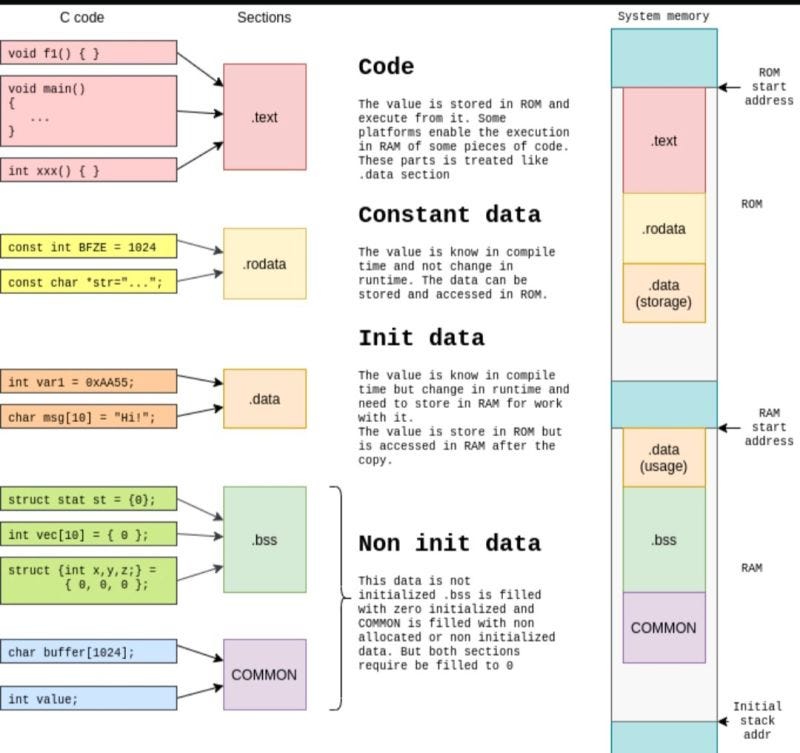 C code
Sections
System memory
void f1() { }
void main()
{
...
}
int xxx() { }
.text
Code
The value is stored in ROM and
execute from it. Some
platforms enable the execution
in RAM of some pieces of code.
These parts is treated like
.data section
const int BFZE = 1024
const char *str="...";
.rodata
Constant data
The value is know in compile
time and not change in
runtime. The data can be
stored and accessed in ROM.
int var1 = 0xAA55;
char msg[10] = "Hi!";
.data
Init data
The value is know in compile
time but change in runtime and
need to store in RAM for work
with it.
The value is store in ROM but
is accessed in RAM after the
copy.
struct stat st = {0};
int vec[10] = { 0 };
struct {int x,y,z;} =
{ 0, 0, 0 };
.bss
char buffer[1024];
int value;
COMMON
Non init data
This data is not
initialized .bss is filled
with zero initialized and
COMMON is filled with non
allocated or non initialized
data. But both sections
require be filled to 0
ROM
start
address
.text
ROM
.rodata
.data
(storage)
RAM
start
address
.data
(usage)
.bss
RAM
COMMON
Initial
stack
addr